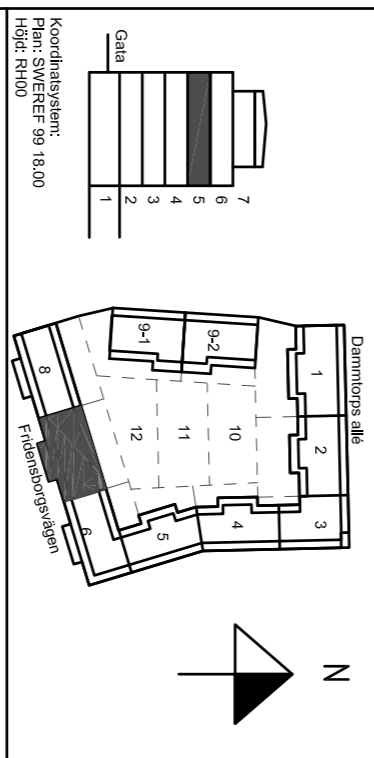 Gata
1
2
3
4
5
6
7
Koordinatsystem:
Plan: SWEREF 99 18.00
Höjd: RH00
Dammtorps allé
1
2
3
4
5
6
8
9-1
9-2
10
11
12
Fridensborgsvägen
N